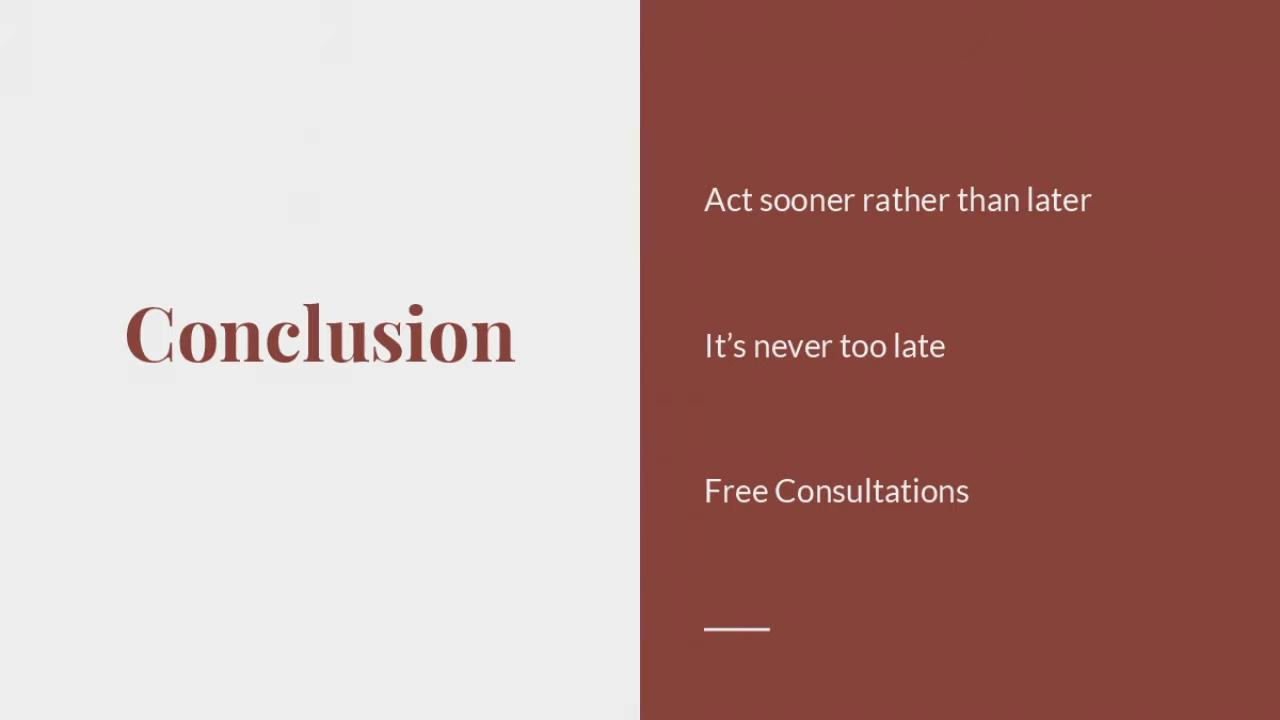 Conclusion
Act sooner rather than later
It’s never too late
Free Consultations